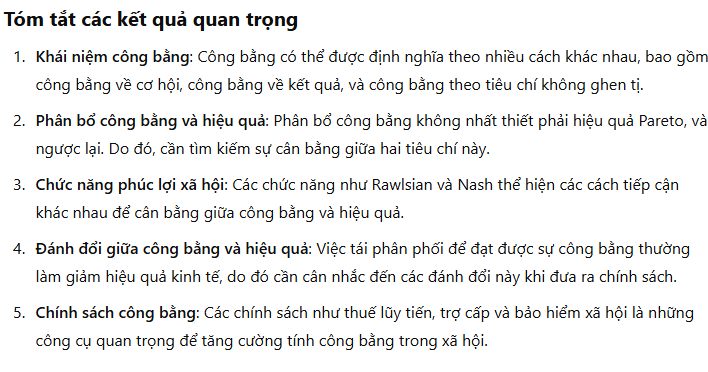 Tóm tắt các kết quả quan trọng
1. Khái niệm công bằng: Công bằng có thể được định nghĩa theo nhiều cách khác nhau, bao gồm
công bằng về cơ hội, công bằng về kết quả, và công bằng theo tiêu chí không ghen tị.
2. Phân bổ công bằng và hiệu quả: Phân bổ công bằng không nhất thiết phải hiệu quả Pareto, và
ngược lại. Do đó, cần tìm kiếm sự cân bằng giữa hai tiêu chí này.
3. Chức năng phúc lợi xã hội: Các chức năng như Rawlsian và Nash thể hiện các cách tiếp cận
khác nhau để cân bằng giữa công bằng và hiệu quả.
4. Đánh đổi giữa công bằng và hiệu quả: Việc tái phân phối để đạt được sự công bằng thường
làm giảm hiệu quả kinh tế, do đó cần cân nhắc đến các đánh đổi này khi đưa ra chính sách.
5. Chính sách công bằng: Các chính sách như thuế lũy tiến, trợ cấp và bảo hiểm xã hội là những
công cụ quan trọng để tăng cường tính công bằng trong xã hội.